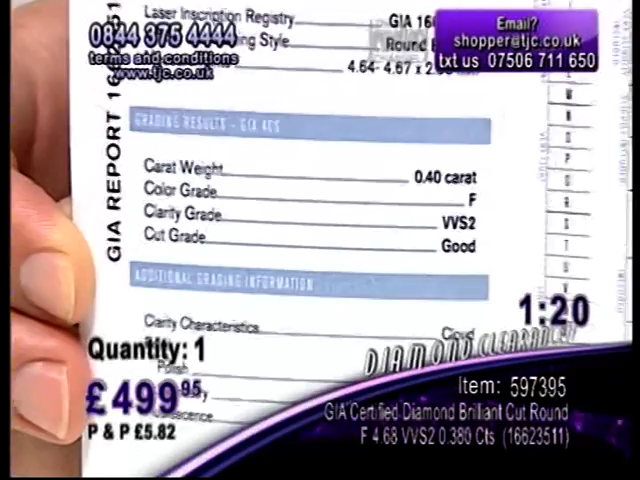 Laser Inscription Registry GIA 16
0844 375 4444
Style Round
terms and conditions
www.tjc.co.uk
4.64- 4.67 x 2.
Email?
shopper@tjc.co.uk
txt us 07506 711 650
GIA REPORT
GRADING RESULTS - GIA 4CS
Carat Weight 0.40 carat
Color Grade F
Clarity Grade VVS2
Cut Grade Good
ADDITIONAL GRADING INFORMATION
Clarity Characteristics Cloud
Polish
1:20
DIAMOND CLEARANCE
Quantity: 1
£499.95
P & P £5.82
Item: 597395
GIA Certified Diamond Brilliant Cut Round
F 4.68 VVS2 0.380 Cts (16623511)